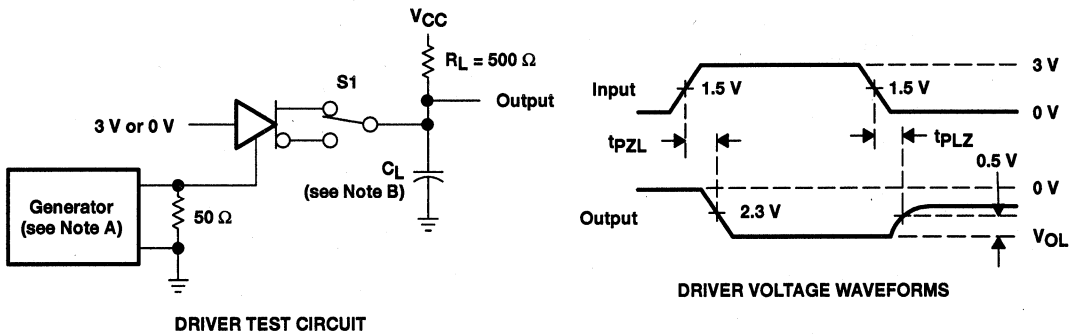 VCC
RL = 500 Ω
S1
Output
3 V or 0 V
CL
(see Note B)
Generator
(see Note A)
50 Ω
DRIVER TEST CIRCUIT
3 V
Input
1.5 V
1.5 V
0 V
tPZL
tPLZ
0.5 V
0 V
Output
2.3 V
VOL
DRIVER VOLTAGE WAVEFORMS